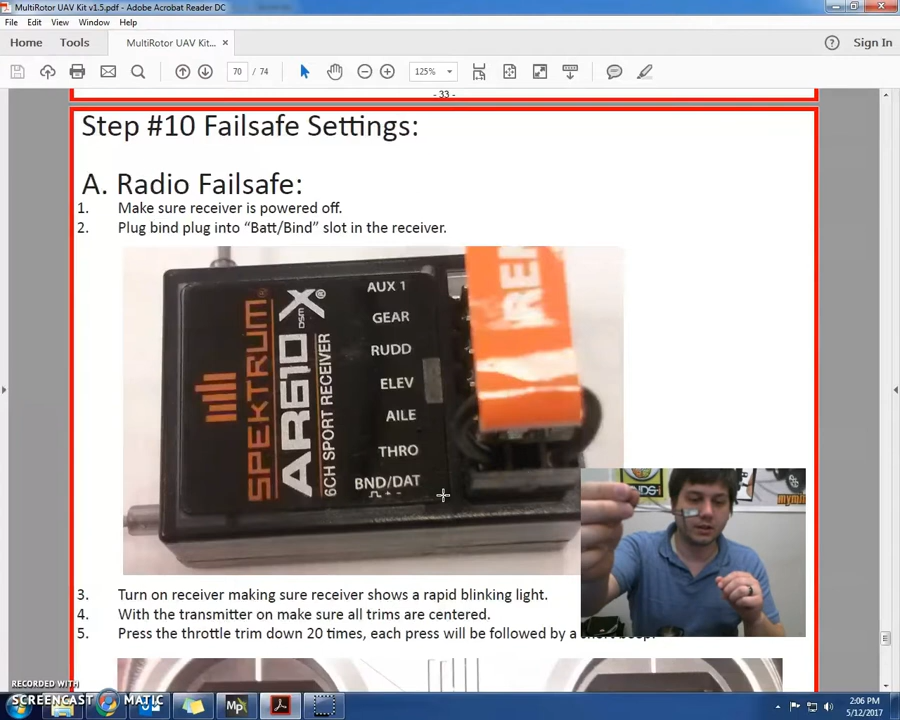 MultiRotor UAV Kit v1.5.pdf - Adobe Acrobat Reader DC
File Edit View Window Help
Home Tools MultiRotor UAV Kit... × Sign In
70 / 74 125%
- 33 -
Step #10 Failsafe Settings:
A. Radio Failsafe:
1. Make sure receiver is powered off.
2. Plug bind plug into “Batt/Bind” slot in the receiver.
SPEKTRUM
AR610X
DSM
6CH SPORT RECEIVER
AUX 1
GEAR
RUDD
ELEV
AILE
THRO
BND/DAT
3. Turn on receiver making sure receiver shows a rapid blinking light.
4. With the transmitter on make sure all trims are centered.
5. Press the throttle trim down 20 times, each press will be followed by a
RECORDED WITH
SCREENCAST MATIC
Mp
2:06 PM
5/12/2017